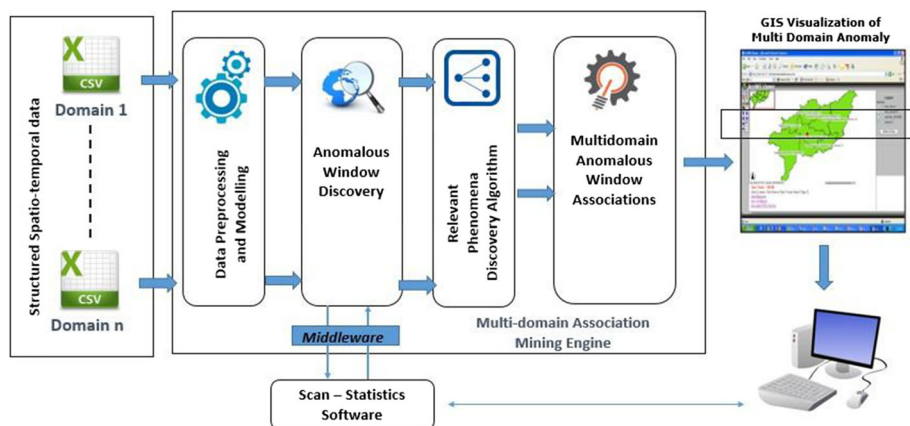 Structured Spatio-temporal data
CSV
Domain 1
CSV
Domain n
Data Preprocessing
and Modelling
Anomalous
Window
Discovery
Relevant
Phenomena
Discovery Algorithm
Multidomain
Anomalous
Window
Associations
Middleware
Multi-domain Association
Mining Engine
Scan – Statistics
Software
GIS Visualization of
Multi Domain Anomaly